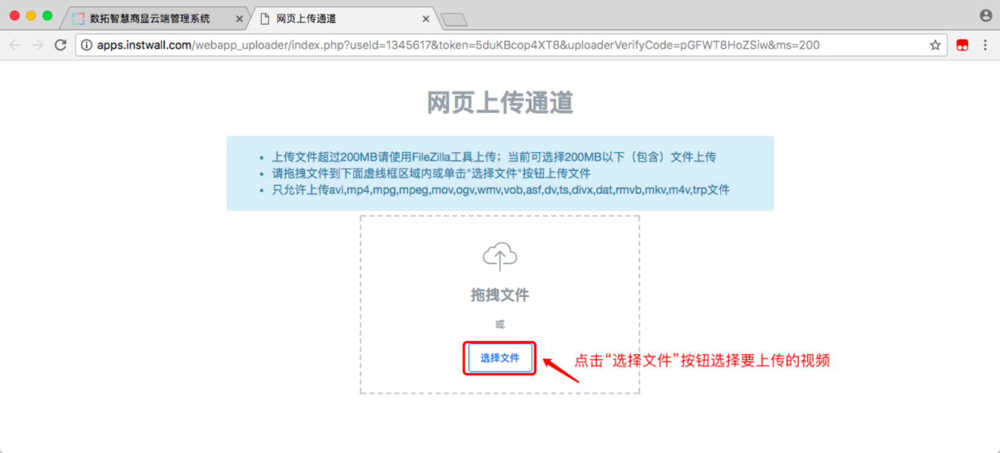 数拓智慧商显云端管理系统
网页上传通道
apps.instwall.com/webapp_uploader/index.php?useId=1345617&token=5duKBcop4XT8&uploaderVerifyCode=pGFWT8HoZSiw&ms=200
网页上传通道
上传文件超过200MB请使用FileZilla工具上传；当前可选择200MB以下（包含）文件上传
请拖拽文件到下面虚线框区域内或单击"选择文件"按钮上传文件
只允许上传avi,mp4,mpg,mpeg,mov,ogv,wmv,vob,asf,dv,ts,divx,dat,rmvb,mkv,m4v,trp文件
拖拽文件
或
选择文件
点击“选择文件”按钮选择要上传的视频